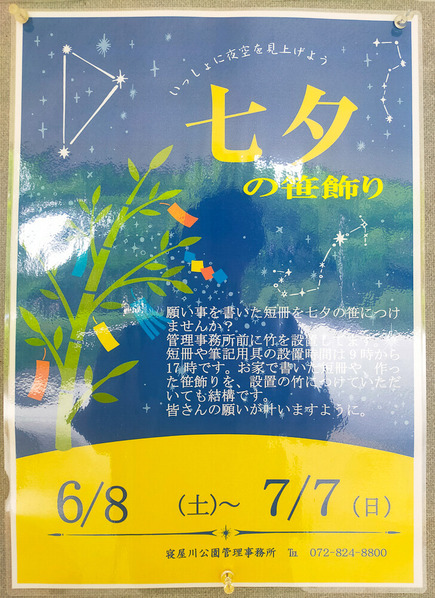 いっしょに夜空を見上げよう
七夕
の笹飾り
願い事を書いた短冊を七夕の笹につけ
ませんか？
管理事務所前に竹を設置し
短冊や筆記用具の設置時間は9時から
17時です。お家で書いた短冊や、作っ
た笹飾りを、設置の竹につけていただ
いても結構です。
皆さんの願いが叶いますように。
6/8 (土)～ 7/7 (日)
寝屋川公園管理事務所 ℡ 072-824-8800